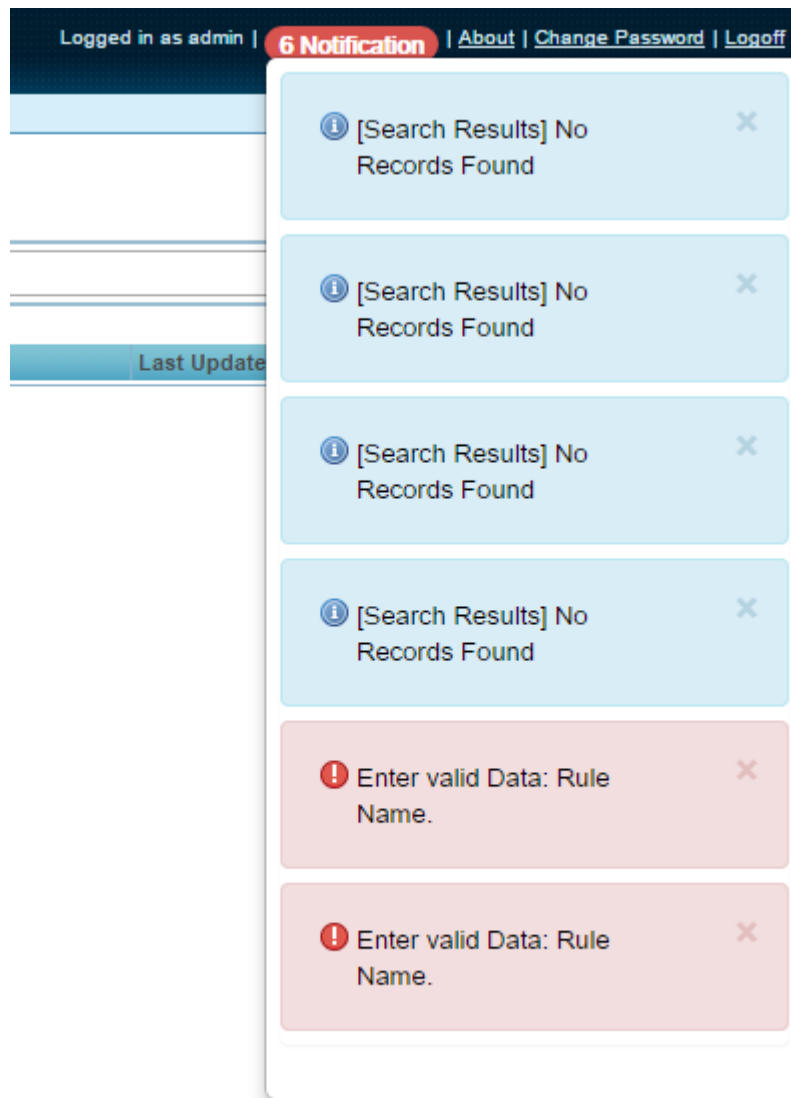 Logged in as admin | 6 Notification | About | Change Password | Logoff
[Search Results] No
Records Found
[Search Results] No
Records Found
Last Update
[Search Results] No
Records Found
[Search Results] No
Records Found
Enter valid Data: Rule
Name.
Enter valid Data: Rule
Name.